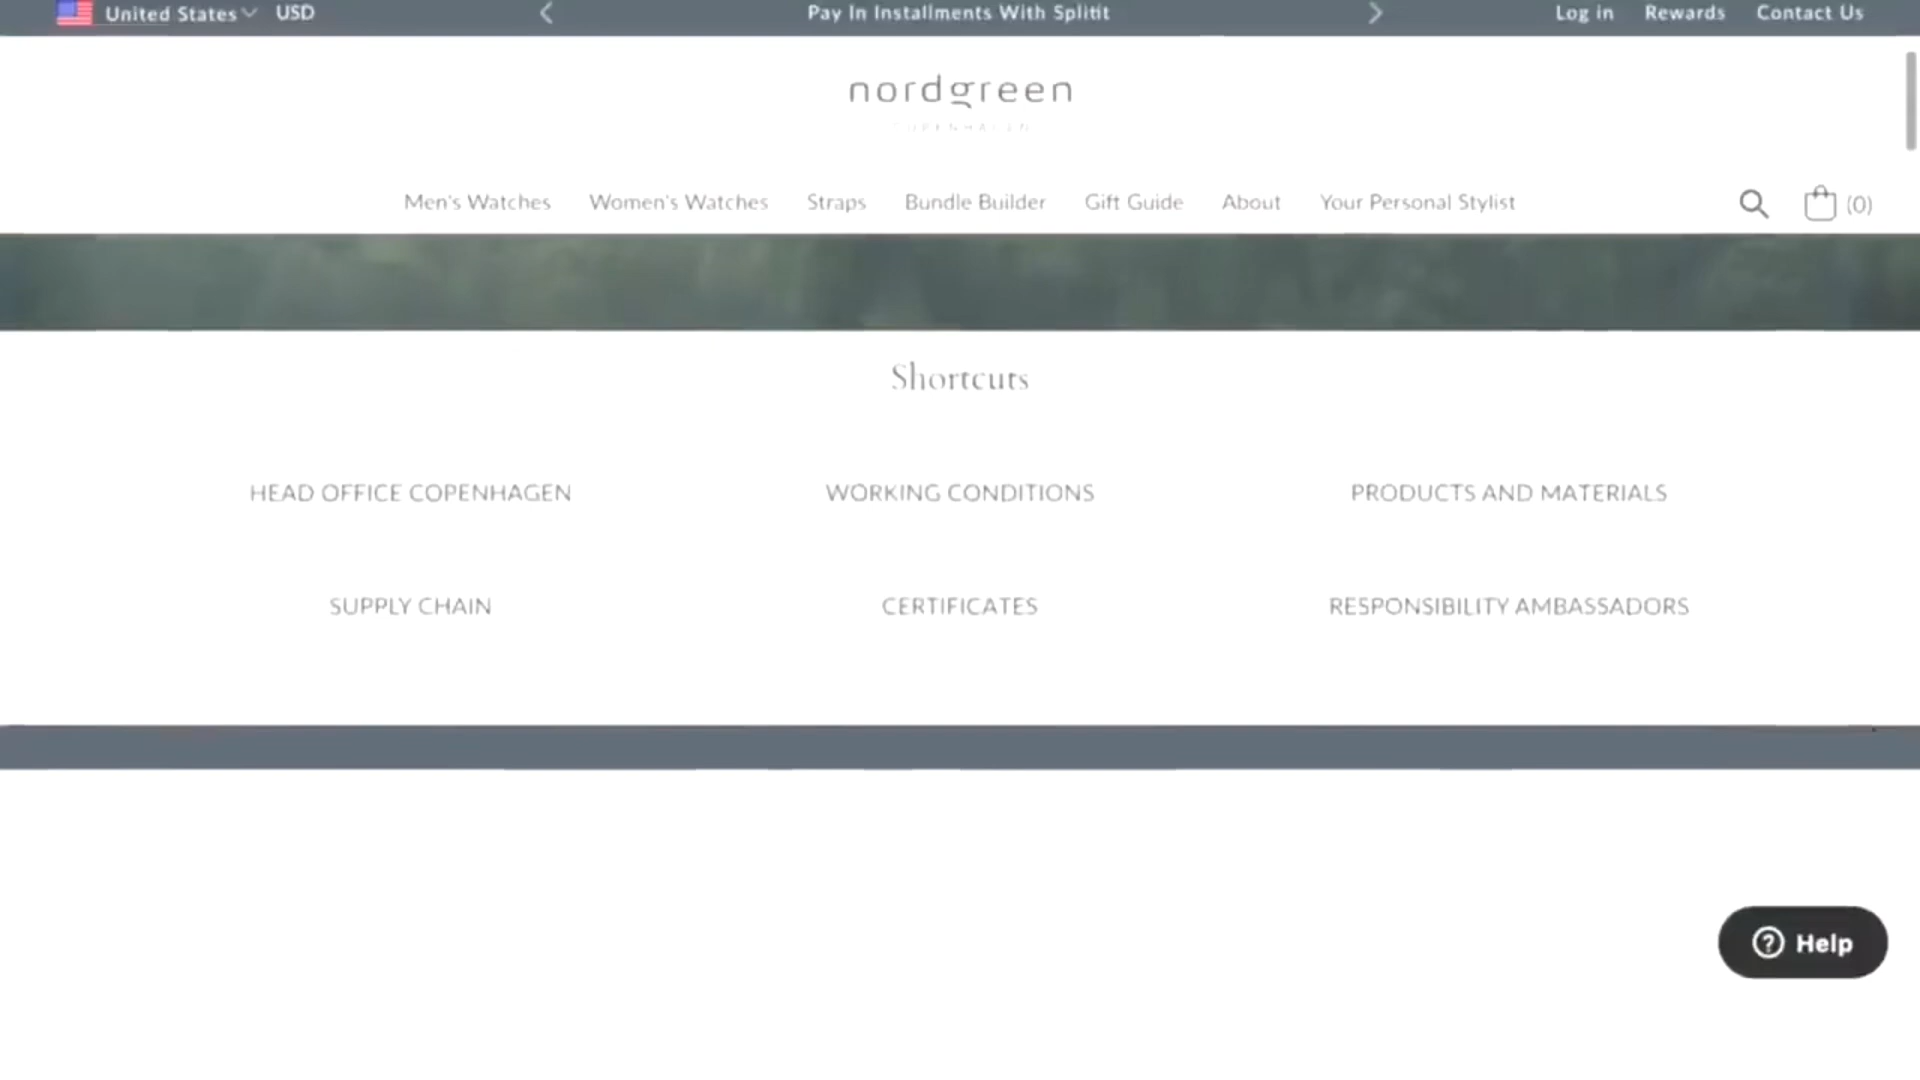 United States USD Pay In Installments With Splitit Log in Rewards Contact Us
nordgreen
COPENHAGEN
Men's Watches Women's Watches Straps Bundle Builder Gift Guide About Your Personal Stylist (0)
Shortcuts
HEAD OFFICE COPENHAGEN WORKING CONDITIONS PRODUCTS AND MATERIALS
SUPPLY CHAIN CERTIFICATES RESPONSIBILITY AMBASSADORS
Help